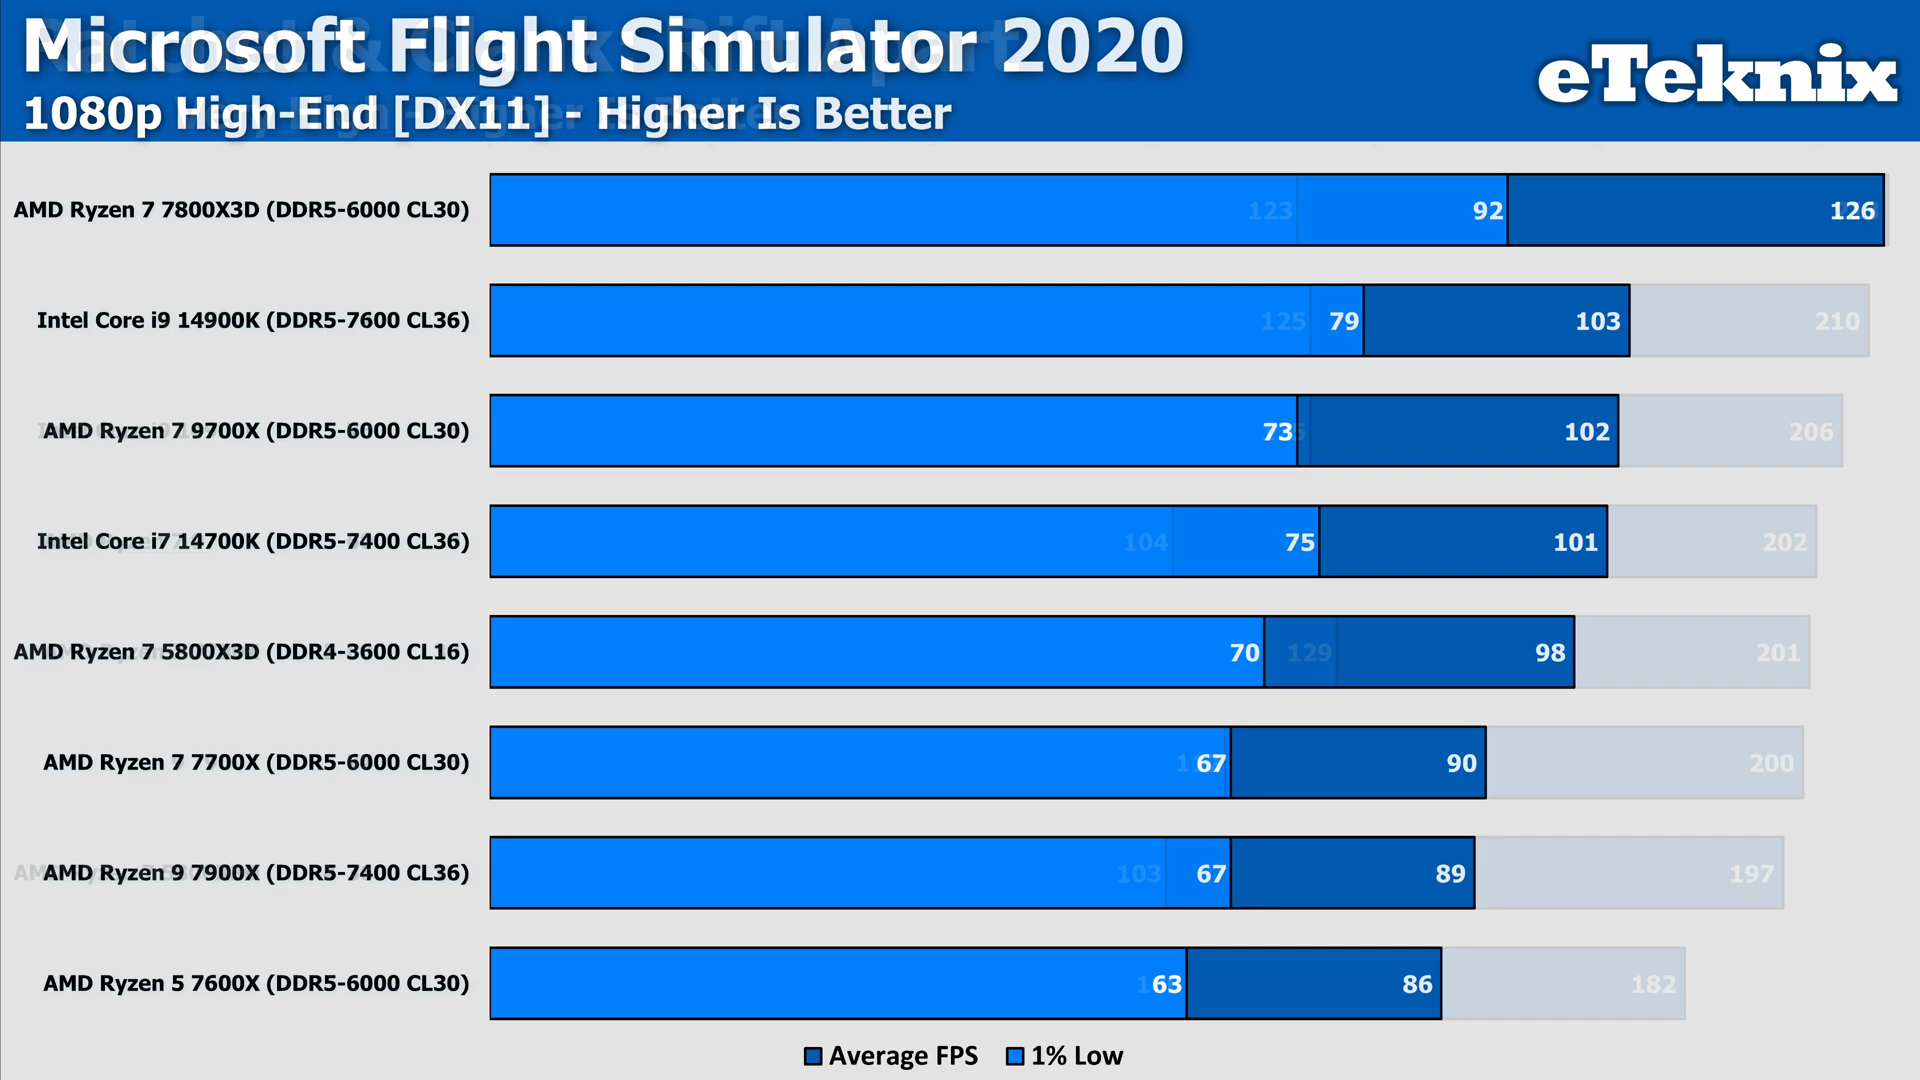 Microsoft Flight Simulator 2020
1080p High-End [DX11] - Higher Is Better
eTeknix
AMD Ryzen 7 7800X3D (DDR5-6000 CL30)
123 92 126
Intel Core i9 14900K (DDR5-7600 CL36)
125 79 103 210
AMD Ryzen 7 9700X (DDR5-6000 CL30)
73 102 206
Intel Core i7 14700K (DDR5-7400 CL36)
104 75 101 202
AMD Ryzen 7 5800X3D (DDR4-3600 CL16)
70 129 98 201
AMD Ryzen 7 7700X (DDR5-6000 CL30)
67 90 200
AMD Ryzen 9 7900X (DDR5-7400 CL36)
103 67 89 197
AMD Ryzen 5 7600X (DDR5-6000 CL30)
63 86 182
Average FPS 1% Low